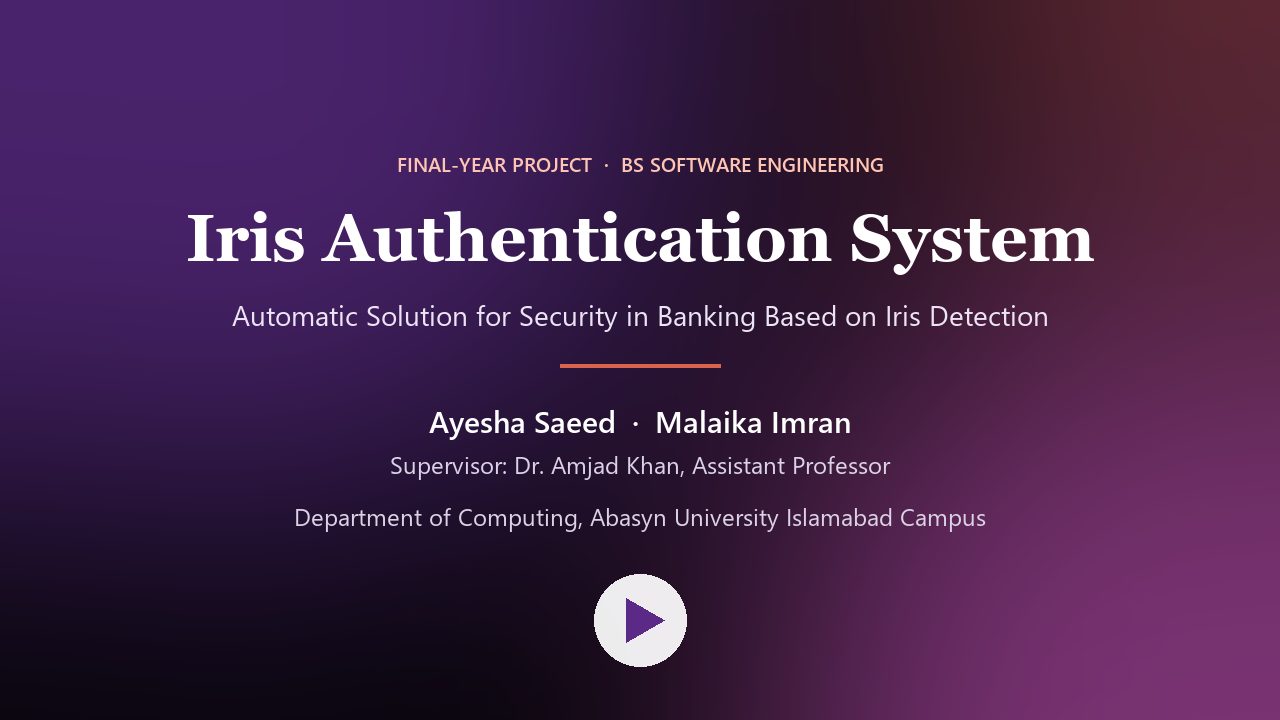 FINAL-YEAR PROJECT · BS SOFTWARE ENGINEERING
Iris Authentication System
Automatic Solution for Security in Banking Based on Iris Detection
Ayesha Saeed · Malaika Imran
Supervisor: Dr. Amjad Khan, Assistant Professor
Department of Computing, Abasyn University Islamabad Campus